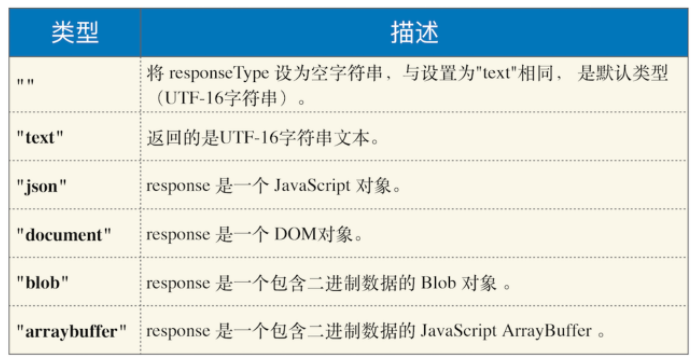 类型 描述
"" 将 responseType 设为空字符串，与设置为"text"相同， 是默认类型
（UTF-16字符串）。
"text" 返回的是UTF-16字符串文本。
"json" response 是一个 JavaScript 对象。
"document" response 是一个 DOM对象。
"blob" response 是一个包含二进制数据的 Blob 对象 。
"arraybuffer" response 是一个包含二进制数据的 JavaScript ArrayBuffer 。